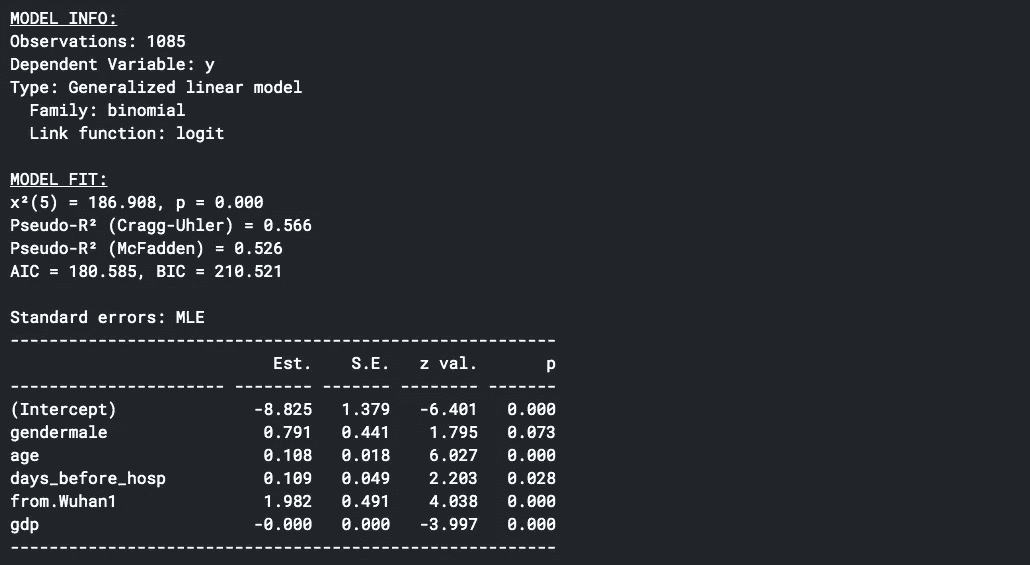 MODEL INFO:
Observations: 1085
Dependent Variable: y
Type: Generalized linear model
  Family: binomial
  Link function: logit

MODEL FIT:
x²(5) = 186.908, p = 0.000
Pseudo-R² (Cragg-Uhler) = 0.566
Pseudo-R² (McFadden) = 0.526
AIC = 180.585, BIC = 210.521

Standard errors: MLE
--------------------------------------------------------
                           Est.    S.E.   z val.       p
---------------------- -------- ------- -------- -------
(Intercept)              -8.825   1.379   -6.401   0.000
gendermale                0.791   0.441    1.795   0.073
age                       0.108   0.018    6.027   0.000
days_before_hosp          0.109   0.049    2.203   0.028
from.Wuhan1               1.982   0.491    4.038   0.000
gdp                      -0.000   0.000   -3.997   0.000
--------------------------------------------------------